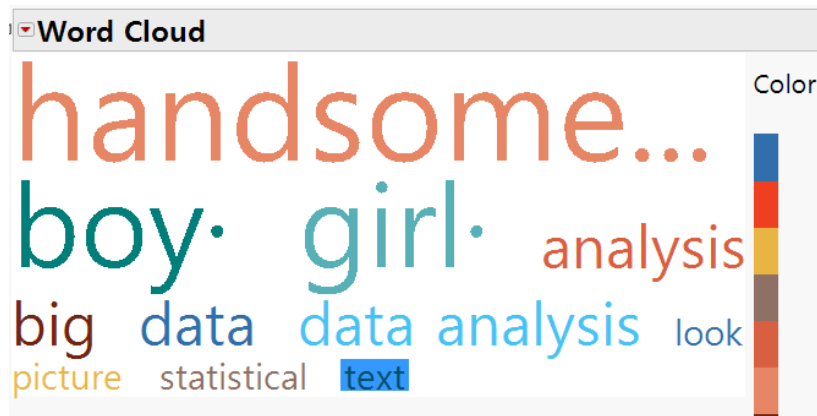 Word Cloud
handsome...
Color
boy· girl· analysis
big data data analysis look
picture statistical text